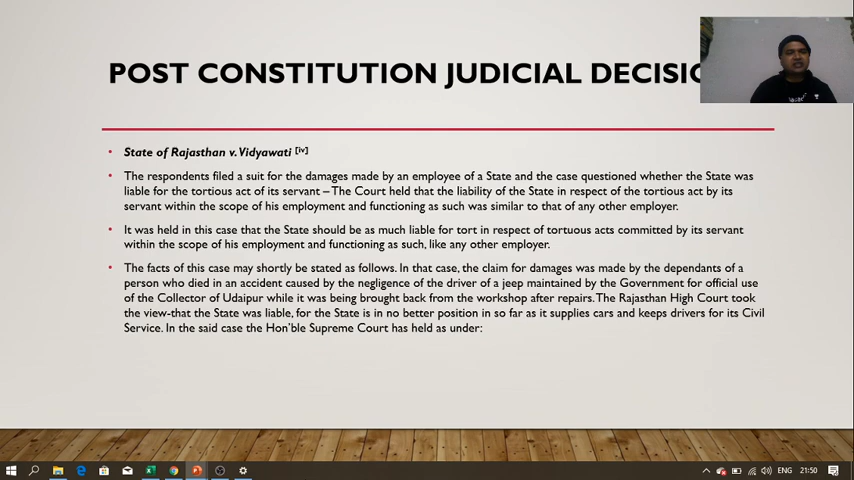 POST CONSTITUTION JUDICIAL DECISIO
• State of Rajasthan v. Vidyawati [iv]
• The respondents filed a suit for the damages made by an employee of a State and the case questioned whether the State was
liable for the tortious act of its servant – The Court held that the liability of the State in respect of the tortious act by its
servant within the scope of his employment and functioning as such was similar to that of any other employer.
• It was held in this case that the State should be as much liable for tort in respect of tortuous acts committed by its servant
within the scope of his employment and functioning as such, like any other employer.
• The facts of this case may shortly be stated as follows. In that case, the claim for damages was made by the dependants of a
person who died in an accident caused by the negligence of the driver of a jeep maintained by the Government for official use
of the Collector of Udaipur while it was being brought back from the workshop after repairs. The Rajasthan High Court took
the view-that the State was liable, for the State is in no better position in so far as it supplies cars and keeps drivers for its Civil
Service. In the said case the Hon'ble Supreme Court has held as under:
ENG 21:50